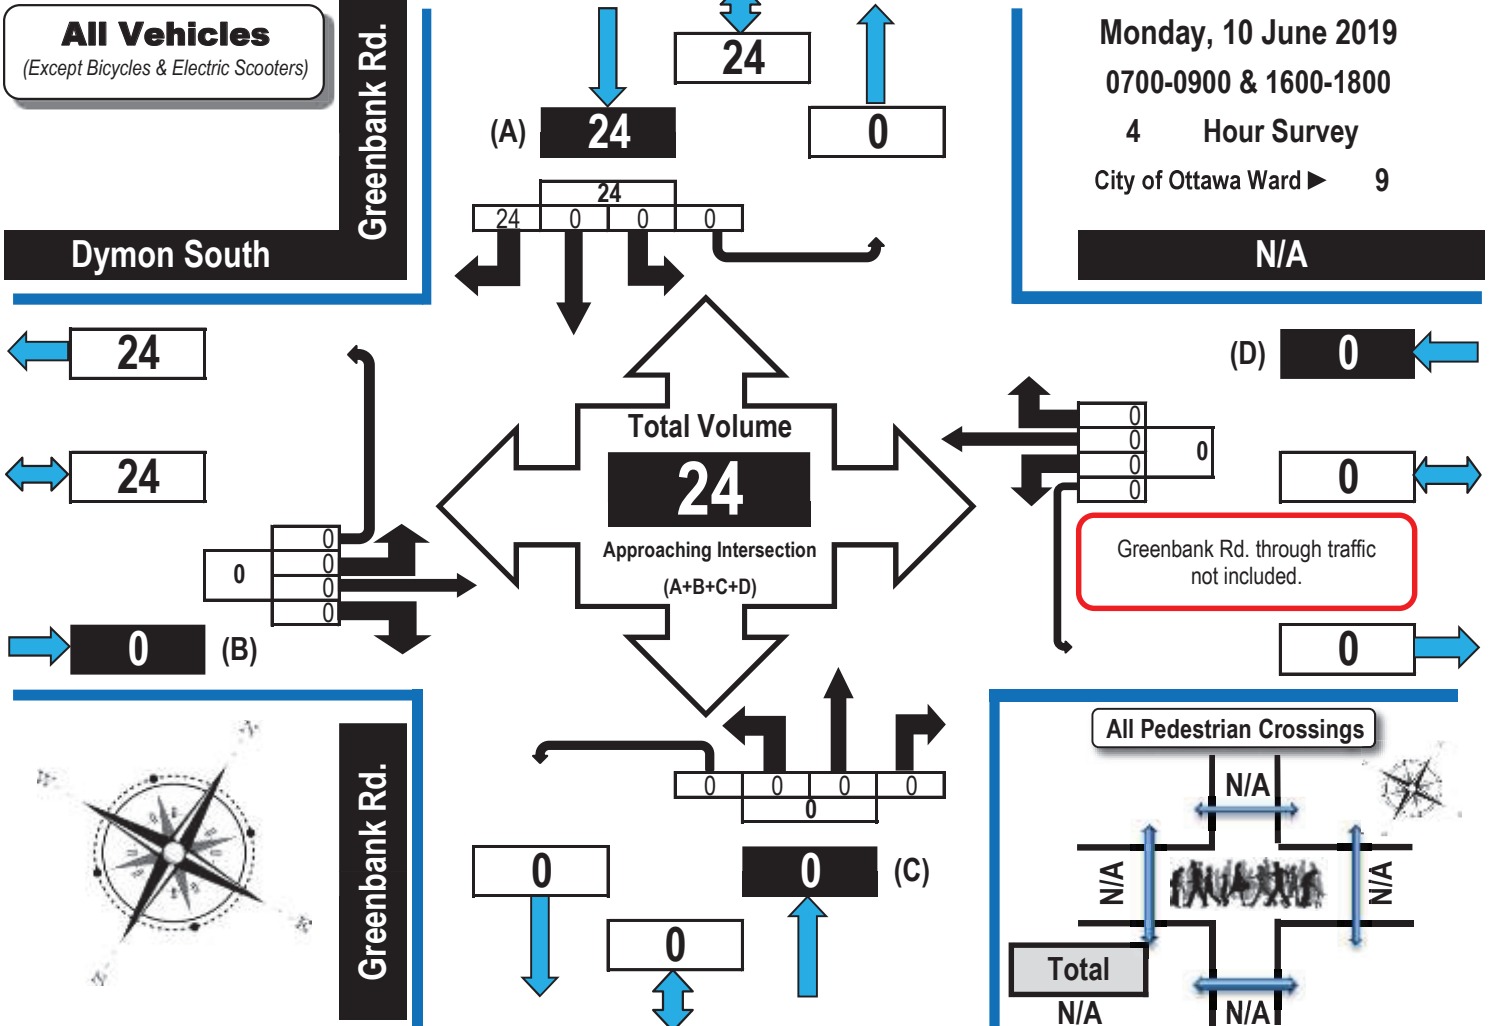 All Vehicles
(Except Bicycles & Electric Scooters)
Greenbank Rd.
Dymon South
24
(A)
24
0
24
24
0
0
0
Monday, 10 June 2019
0700-0900 & 1600-1800
4 Hour Survey
City of Ottawa Ward ► 9
N/A
24
24
0
0
0
0
0
0
(B)
Total Volume
24
Approaching Intersection
(A+B+C+D)
(D)
0
0
0
0
0
0
0
Greenbank Rd. through traffic
not included.
0
Greenbank Rd.
0
0
0
0
0
0
0
(C)
0
All Pedestrian Crossings
N/A
N/A
N/A
Total
N/A
N/A